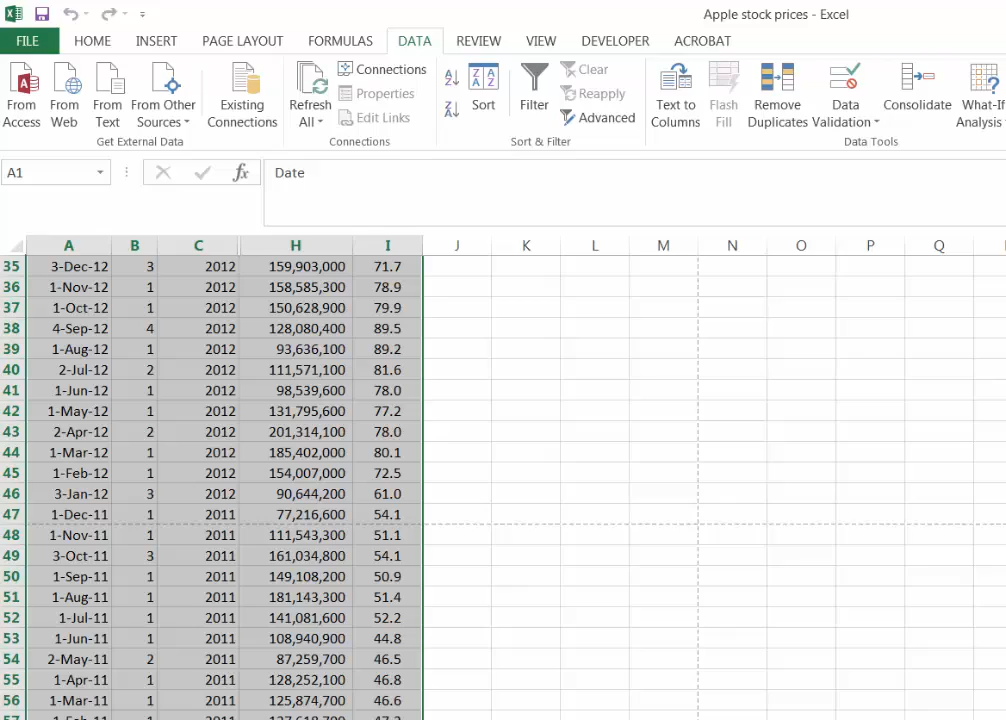 Apple stock prices - Excel
FILE HOME INSERT PAGE LAYOUT FORMULAS DATA REVIEW VIEW DEVELOPER ACROBAT
From Access From Web From Text From Other Sources Existing Connections Refresh All Connections Properties Edit Links Sort Filter Clear Reapply Advanced Text to Columns Flash Fill Remove Duplicates Data Validation Consolidate What-If Analysis
Get External Data Connections Sort & Filter Data Tools
A1 fx Date
A B C H I J K L M N O P Q
35 3-Dec-12 3 2012 159,903,000 71.7
36 1-Nov-12 1 2012 158,585,300 78.9
37 1-Oct-12 1 2012 150,628,900 79.9
38 4-Sep-12 4 2012 128,080,400 89.5
39 1-Aug-12 1 2012 93,636,100 89.2
40 2-Jul-12 2 2012 111,571,100 81.6
41 1-Jun-12 1 2012 98,539,600 78.0
42 1-May-12 1 2012 131,795,600 77.2
43 2-Apr-12 2 2012 201,314,100 78.0
44 1-Mar-12 1 2012 185,402,000 80.1
45 1-Feb-12 1 2012 154,007,000 72.5
46 3-Jan-12 3 2012 90,644,200 61.0
47 1-Dec-11 1 2011 77,216,600 54.1
48 1-Nov-11 1 2011 111,543,300 51.1
49 3-Oct-11 3 2011 161,034,800 54.1
50 1-Sep-11 1 2011 149,108,200 50.9
51 1-Aug-11 1 2011 181,143,300 51.4
52 1-Jul-11 1 2011 141,081,600 52.2
53 1-Jun-11 1 2011 108,940,900 44.8
54 2-May-11 2 2011 87,259,700 46.5
55 1-Apr-11 1 2011 128,252,100 46.8
56 1-Mar-11 1 2011 125,874,700 46.6